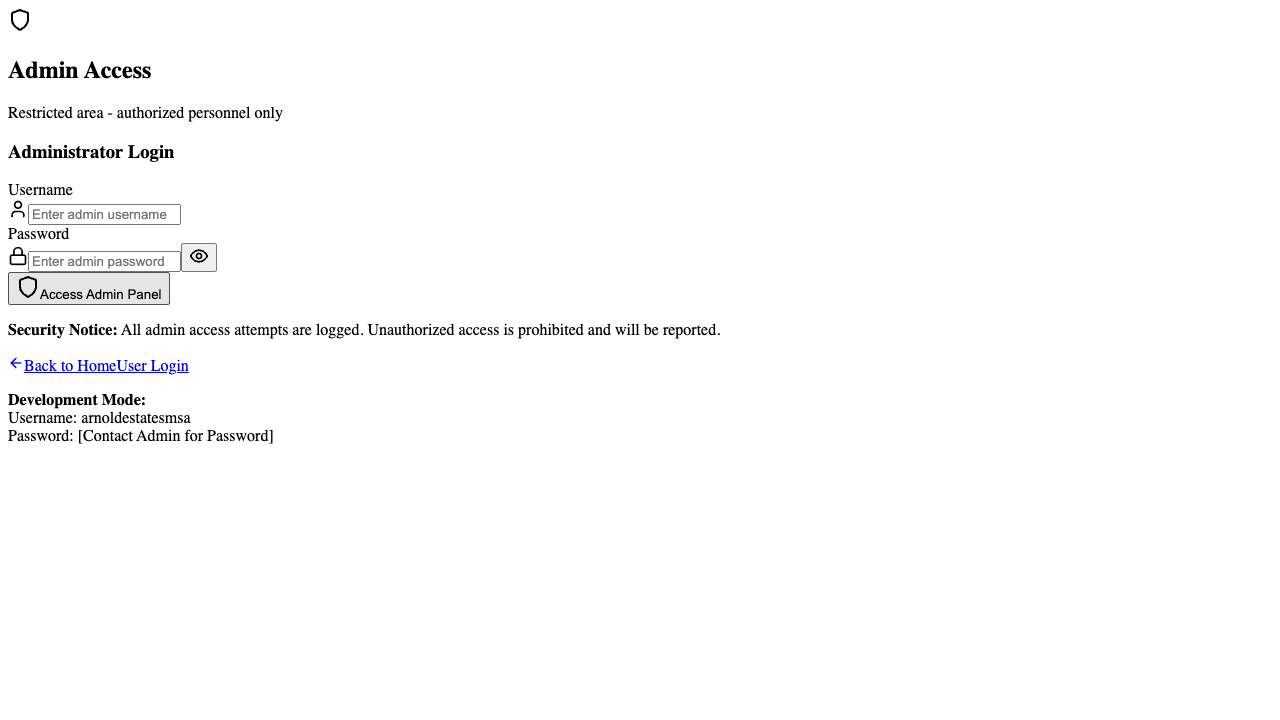 Admin Access
Restricted area - authorized personnel only
Administrator Login
Username
Enter admin username
Password
Enter admin password
Access Admin Panel
Security Notice: All admin access attempts are logged. Unauthorized access is prohibited and will be reported.
Back to HomeUser Login
Development Mode:
Username: arnoldestatesmsa
Password: [Contact Admin for Password]